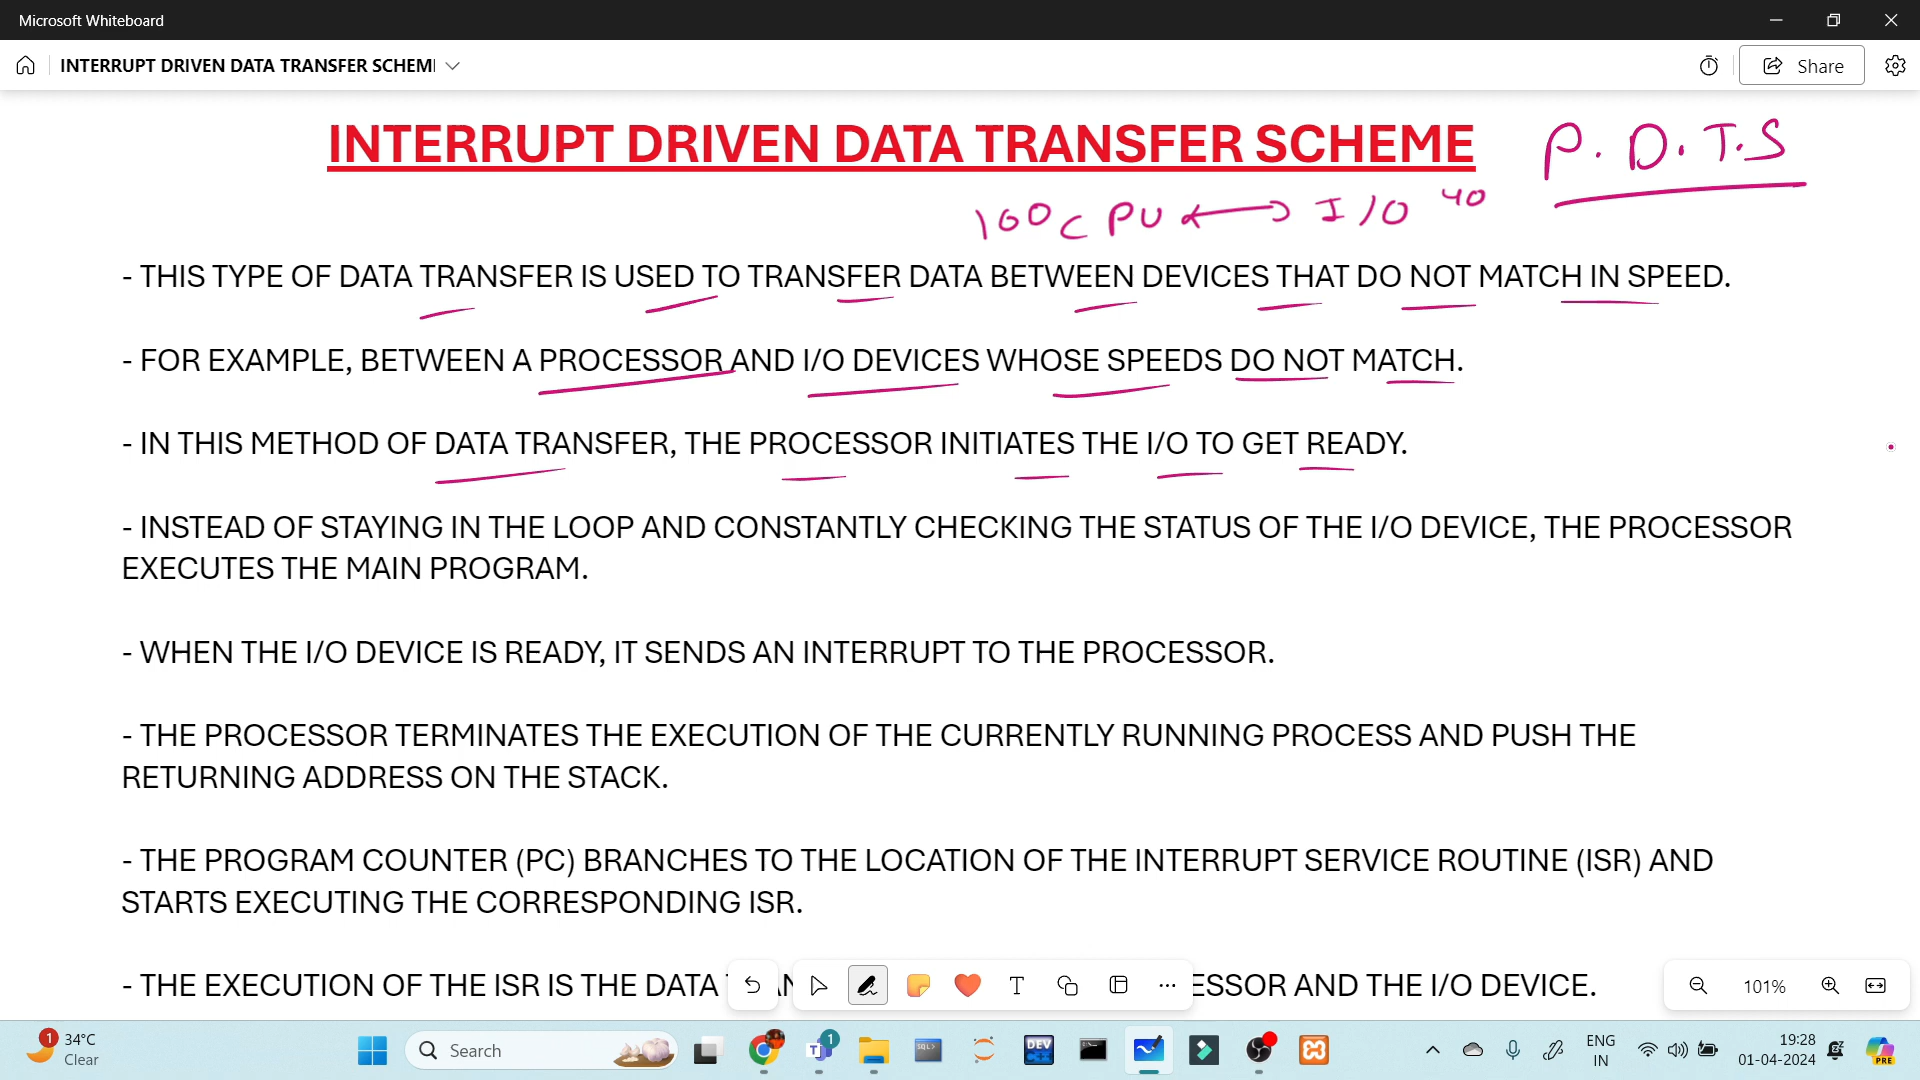 Microsoft Whiteboard
INTERRUPT DRIVEN DATA TRANSFER SCHEM
Share
INTERRUPT DRIVEN DATA TRANSFER SCHEME
P. D. T. S
100 CPU I/O 40
- THIS TYPE OF DATA TRANSFER IS USED TO TRANSFER DATA BETWEEN DEVICES THAT DO NOT MATCH IN SPEED.
- FOR EXAMPLE, BETWEEN A PROCESSOR AND I/O DEVICES WHOSE SPEEDS DO NOT MATCH.
- IN THIS METHOD OF DATA TRANSFER, THE PROCESSOR INITIATES THE I/O TO GET READY.
- INSTEAD OF STAYING IN THE LOOP AND CONSTANTLY CHECKING THE STATUS OF THE I/O DEVICE, THE PROCESSOR
EXECUTES THE MAIN PROGRAM.
- WHEN THE I/O DEVICE IS READY, IT SENDS AN INTERRUPT TO THE PROCESSOR.
- THE PROCESSOR TERMINATES THE EXECUTION OF THE CURRENTLY RUNNING PROCESS AND PUSH THE
RETURNING ADDRESS ON THE STACK.
- THE PROGRAM COUNTER (PC) BRANCHES TO THE LOCATION OF THE INTERRUPT SERVICE ROUTINE (ISR) AND
STARTS EXECUTING THE CORRESPONDING ISR.
- THE EXECUTION OF THE ISR IS THE DATA ESSOR AND THE I/O DEVICE.
101%
1
34°C
Clear
Search
SQL>
1
DEV C++
PRE
ENG
IN
19:28
01-04-2024